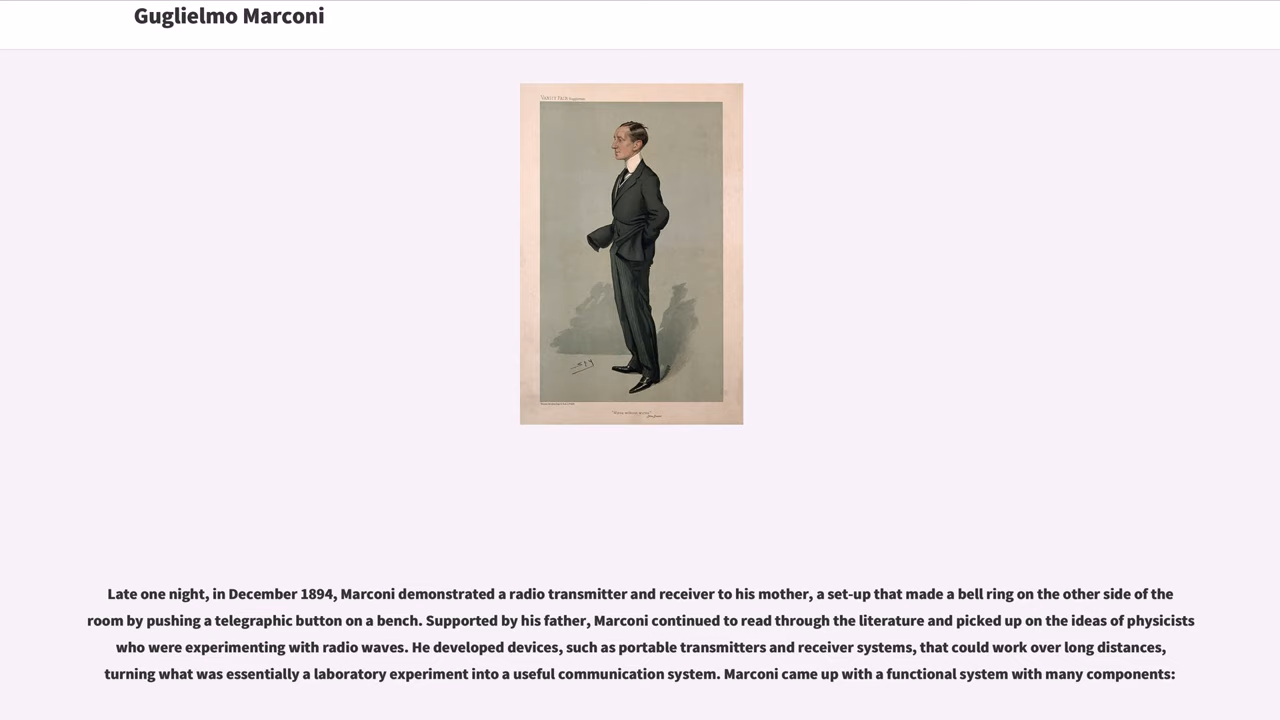 Guglielmo Marconi
VANITY FAIR Supplement
Spy
Late one night, in December 1894, Marconi demonstrated a radio transmitter and receiver to his mother, a set-up that made a bell ring on the other side of the
room by pushing a telegraphic button on a bench. Supported by his father, Marconi continued to read through the literature and picked up on the ideas of physicists
who were experimenting with radio waves. He developed devices, such as portable transmitters and receiver systems, that could work over long distances,
turning what was essentially a laboratory experiment into a useful communication system. Marconi came up with a functional system with many components: